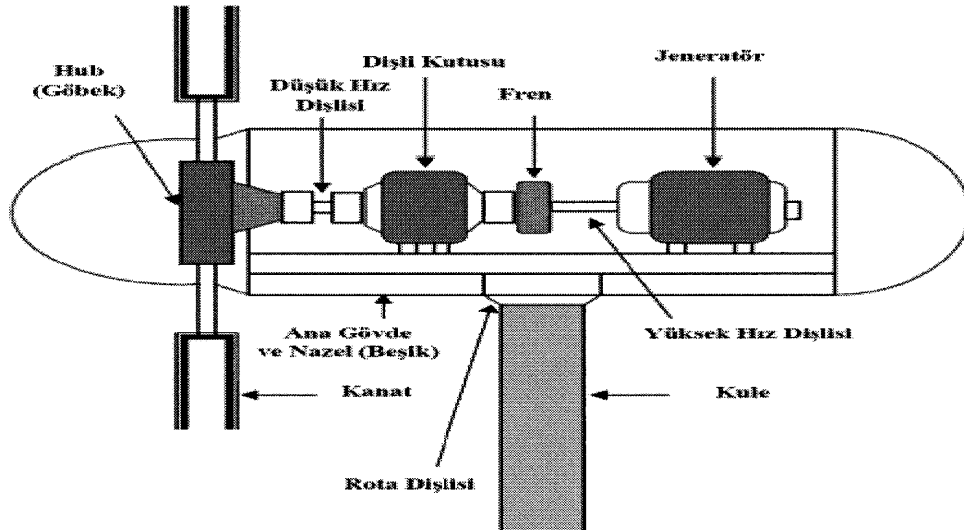 Hub
(Göbek)
Düşük Hız
Dişlisi
Dişli Kutusu
Fren
Jeneratör
Ana Gövde
ve Nazel (Beşik)
Yüksek Hız Dişlisi
Kanat
Kule
Rota Dişlisi